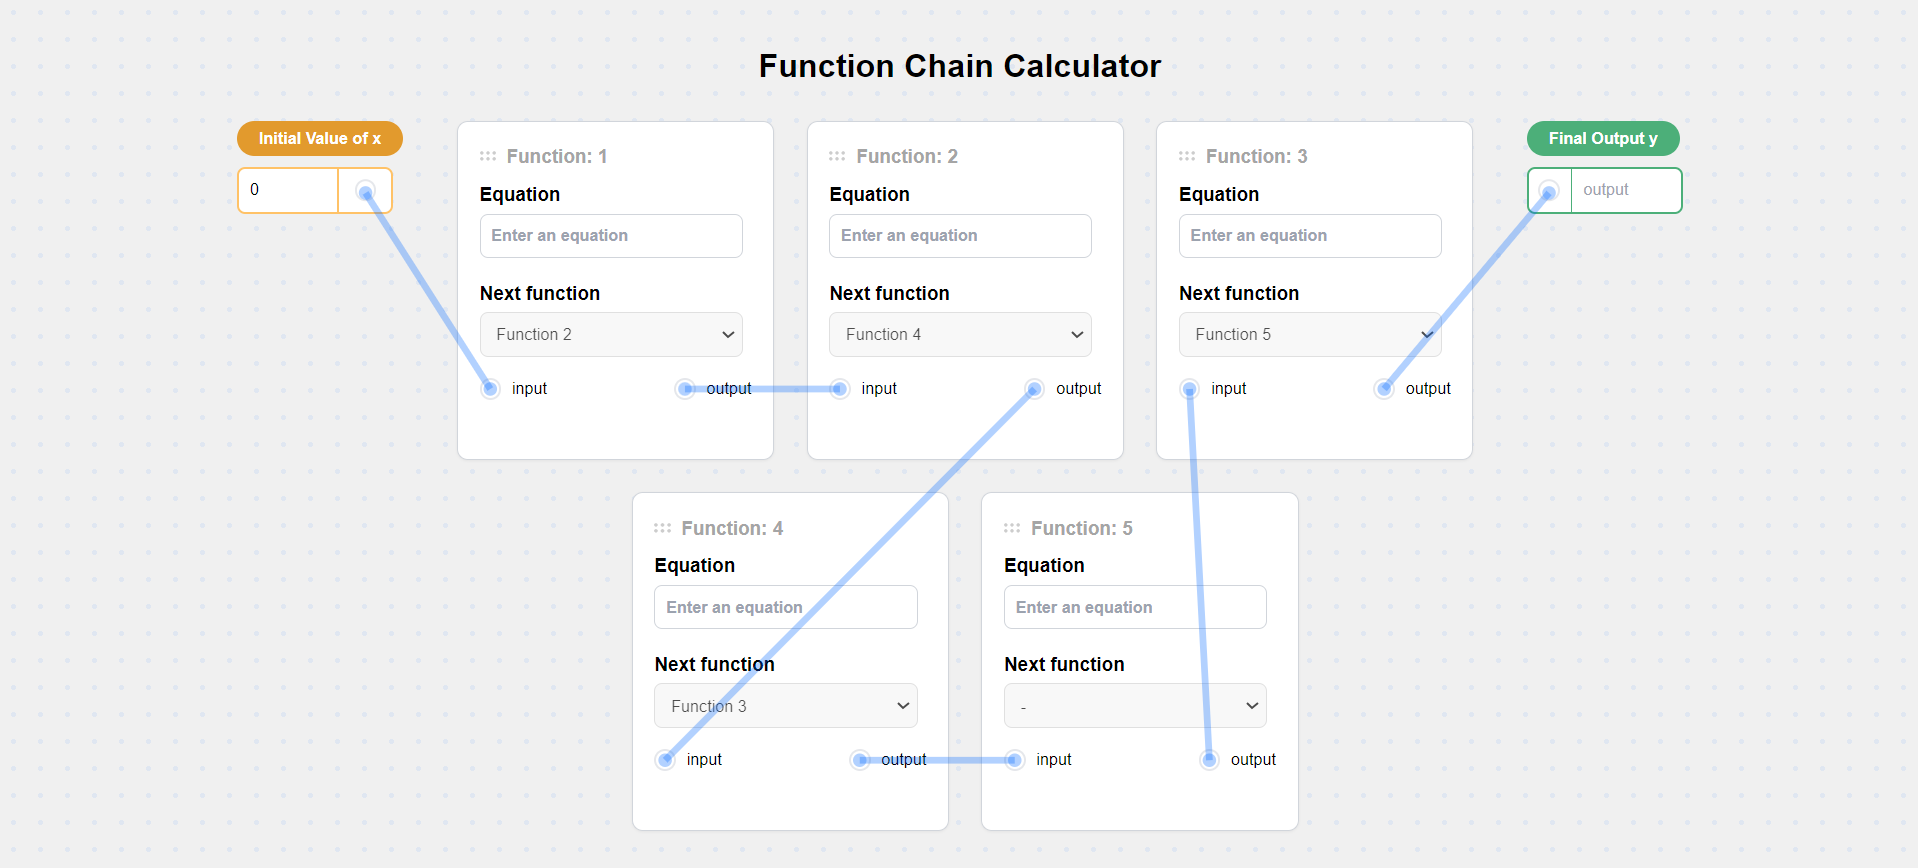 Function Chain Calculator
Initial Value of x
0
Function: 1
Equation
Enter an equation
Next function
Function 2
input
output
Function: 2
Equation
Enter an equation
Next function
Function 4
input
output
Function: 3
Equation
Enter an equation
Next function
Function 5
input
output
Final Output y
output
Function: 4
Equation
Enter an equation
Next function
Function 3
input
output
Function: 5
Equation
Enter an equation
Next function
-
input
output